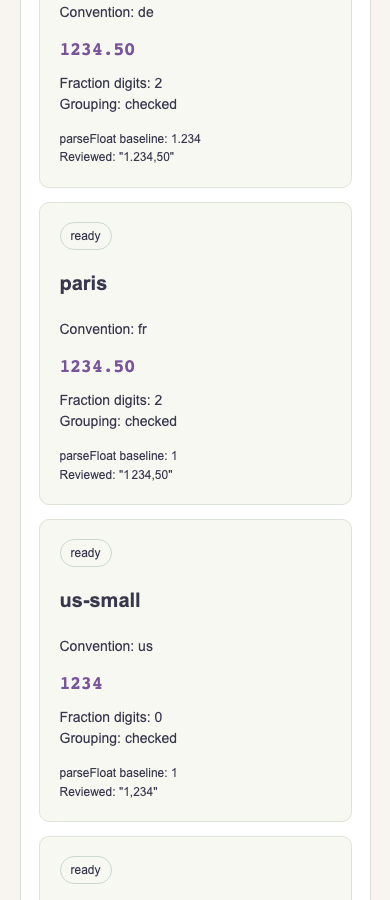 Convention: de
1234.50
Fraction digits: 2
Grouping: checked
parseFloat baseline: 1.234
Reviewed: "1.234,50"
ready
paris
Convention: fr
1234.50
Fraction digits: 2
Grouping: checked
parseFloat baseline: 1
Reviewed: "1 234,50"
ready
us-small
Convention: us
1234
Fraction digits: 0
Grouping: checked
parseFloat baseline: 1
Reviewed: "1,234"
ready